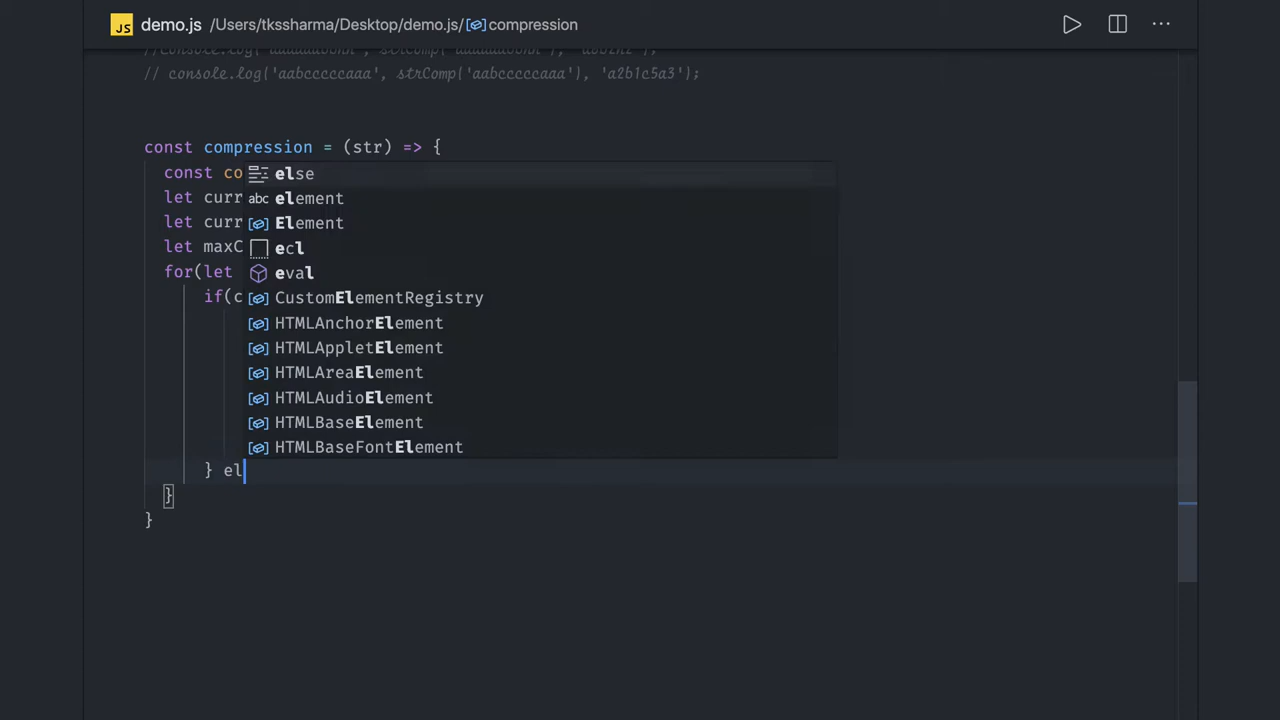 JS demo.js /Users/tkssharma/Desktop/demo.js/compression
// console.log('aabcccccaaa', strComp('aabcccccaaa'), 'a2b1c5a3');
const compression = (str) => {
const co
let curr
let curr
let maxC
for(let
if(c
else
abc element
Element
ecl
eval
CustomElementRegistry
HTMLAnchorElement
HTMLAppletElement
HTMLAreaElement
HTMLAudioElement
HTMLBaseElement
HTMLBaseFontElement
} el
}
}